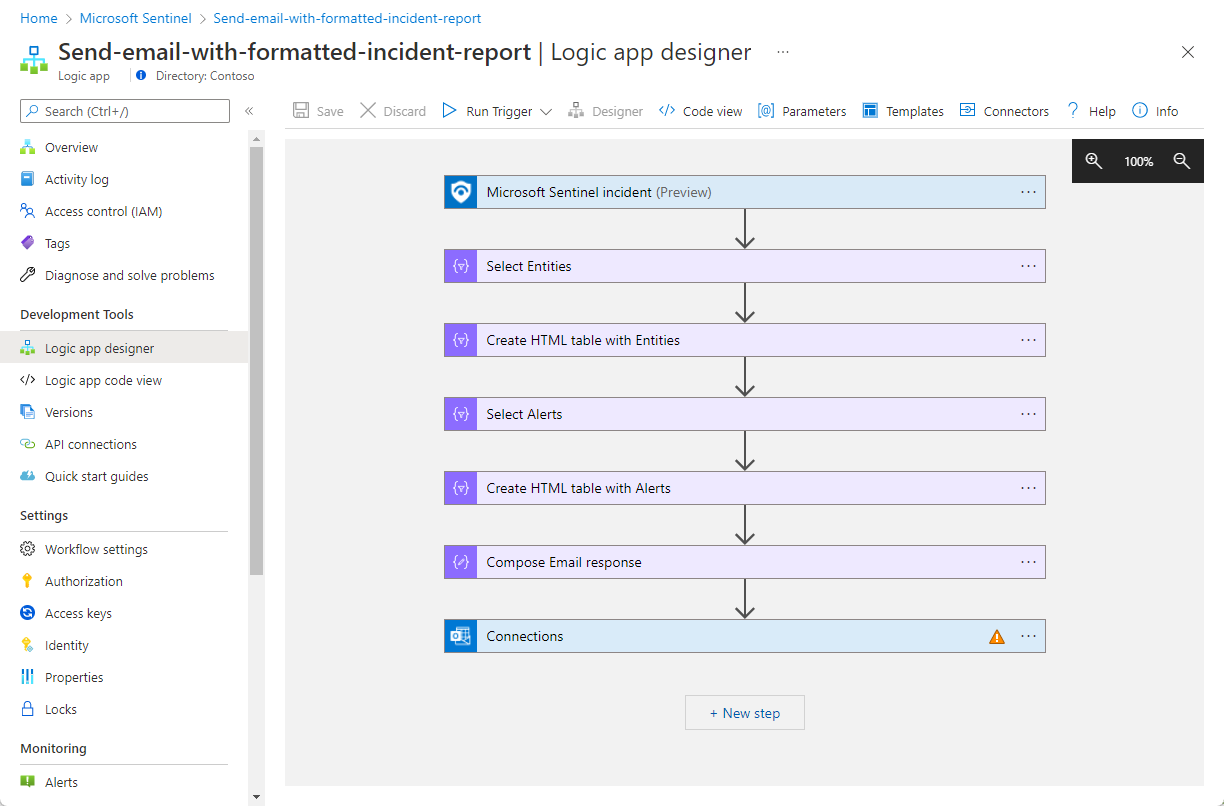 Home > Microsoft Sentinel > Send-email-with-formatted-incident-report
Send-email-with-formatted-incident-report | Logic app designer ...
Logic app
Directory: Contoso
Search (Ctrl+/)
«
Save
Discard
Run Trigger
Designer
Code view
Parameters
Templates
Connectors
Help
Info
Overview
Activity log
Access control (IAM)
Tags
Diagnose and solve problems
Development Tools
Logic app designer
Logic app code view
Versions
API connections
Quick start guides
Settings
Workflow settings
Authorization
Access keys
Identity
Properties
Locks
Monitoring
Alerts
100%
Microsoft Sentinel incident (Preview) ...
Select Entities ...
Create HTML table with Entities ...
Select Alerts ...
Create HTML table with Alerts ...
Compose Email response ...
Connections ...
+ New step